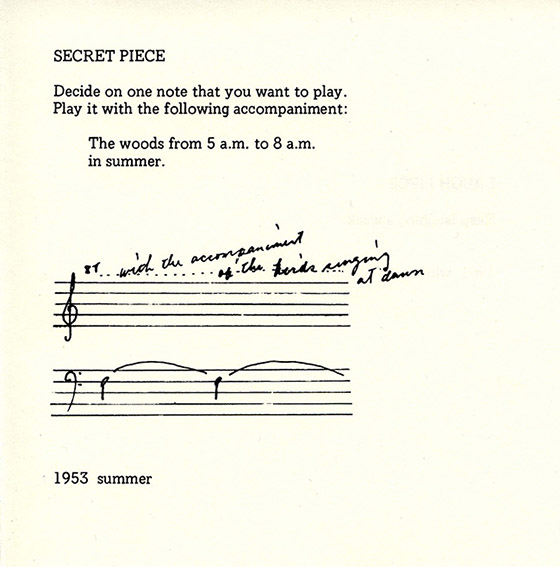 SECRET PIECE
Decide on one note that you want to play.
Play it with the following accompaniment:
The woods from 5 a.m. to 8 a.m.
in summer.
with the accompaniment
of the birds singing
at dawn
1953 summer